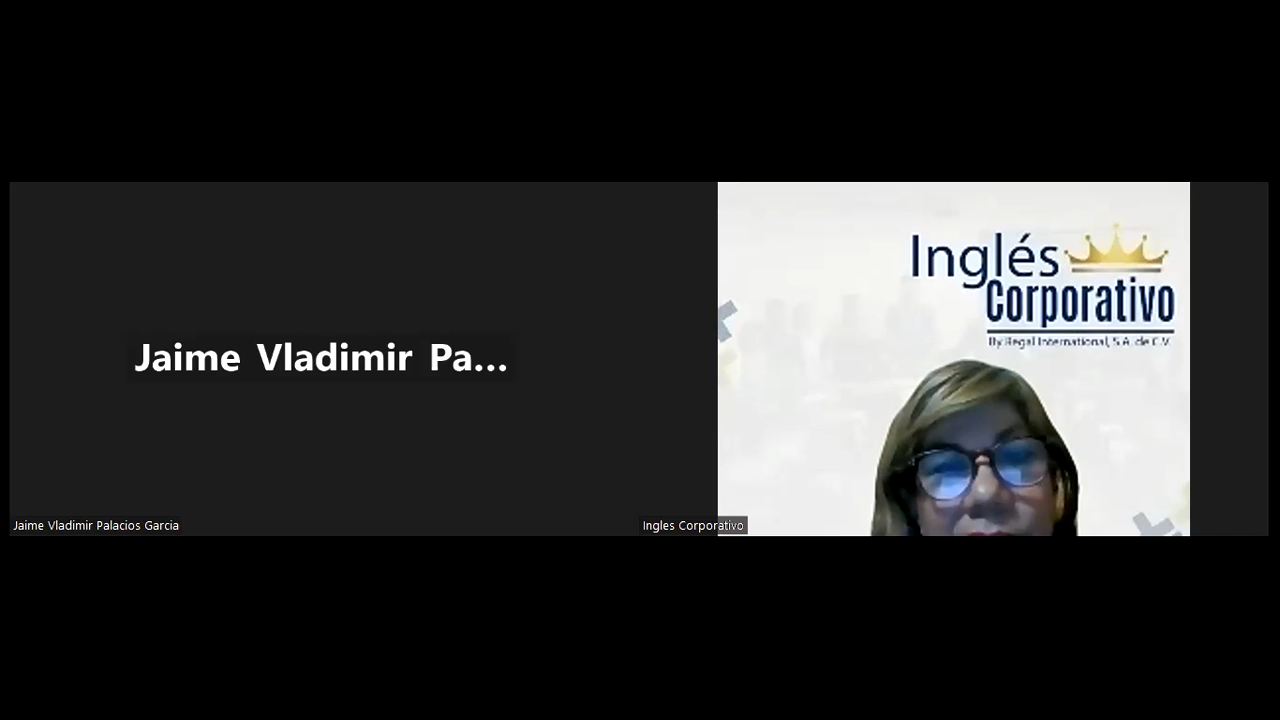 Jaime Vladimir Pa...
Jaime Vladimir Palacios Garcia
Inglés
Corporativo
By Regal International, S.A. de C.V.
Ingles Corporativo